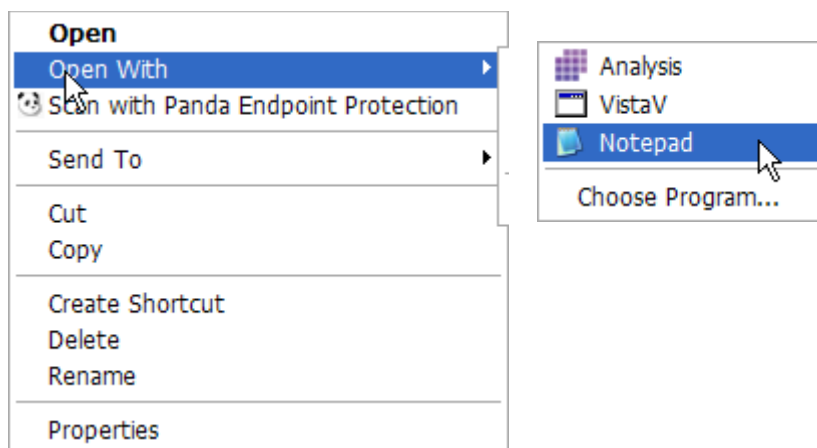 Open
Open With
Scan with Panda Endpoint Protection
Send To
Cut
Copy
Create Shortcut
Delete
Rename
Properties
Analysis
VistaV
Notepad
Choose Program...